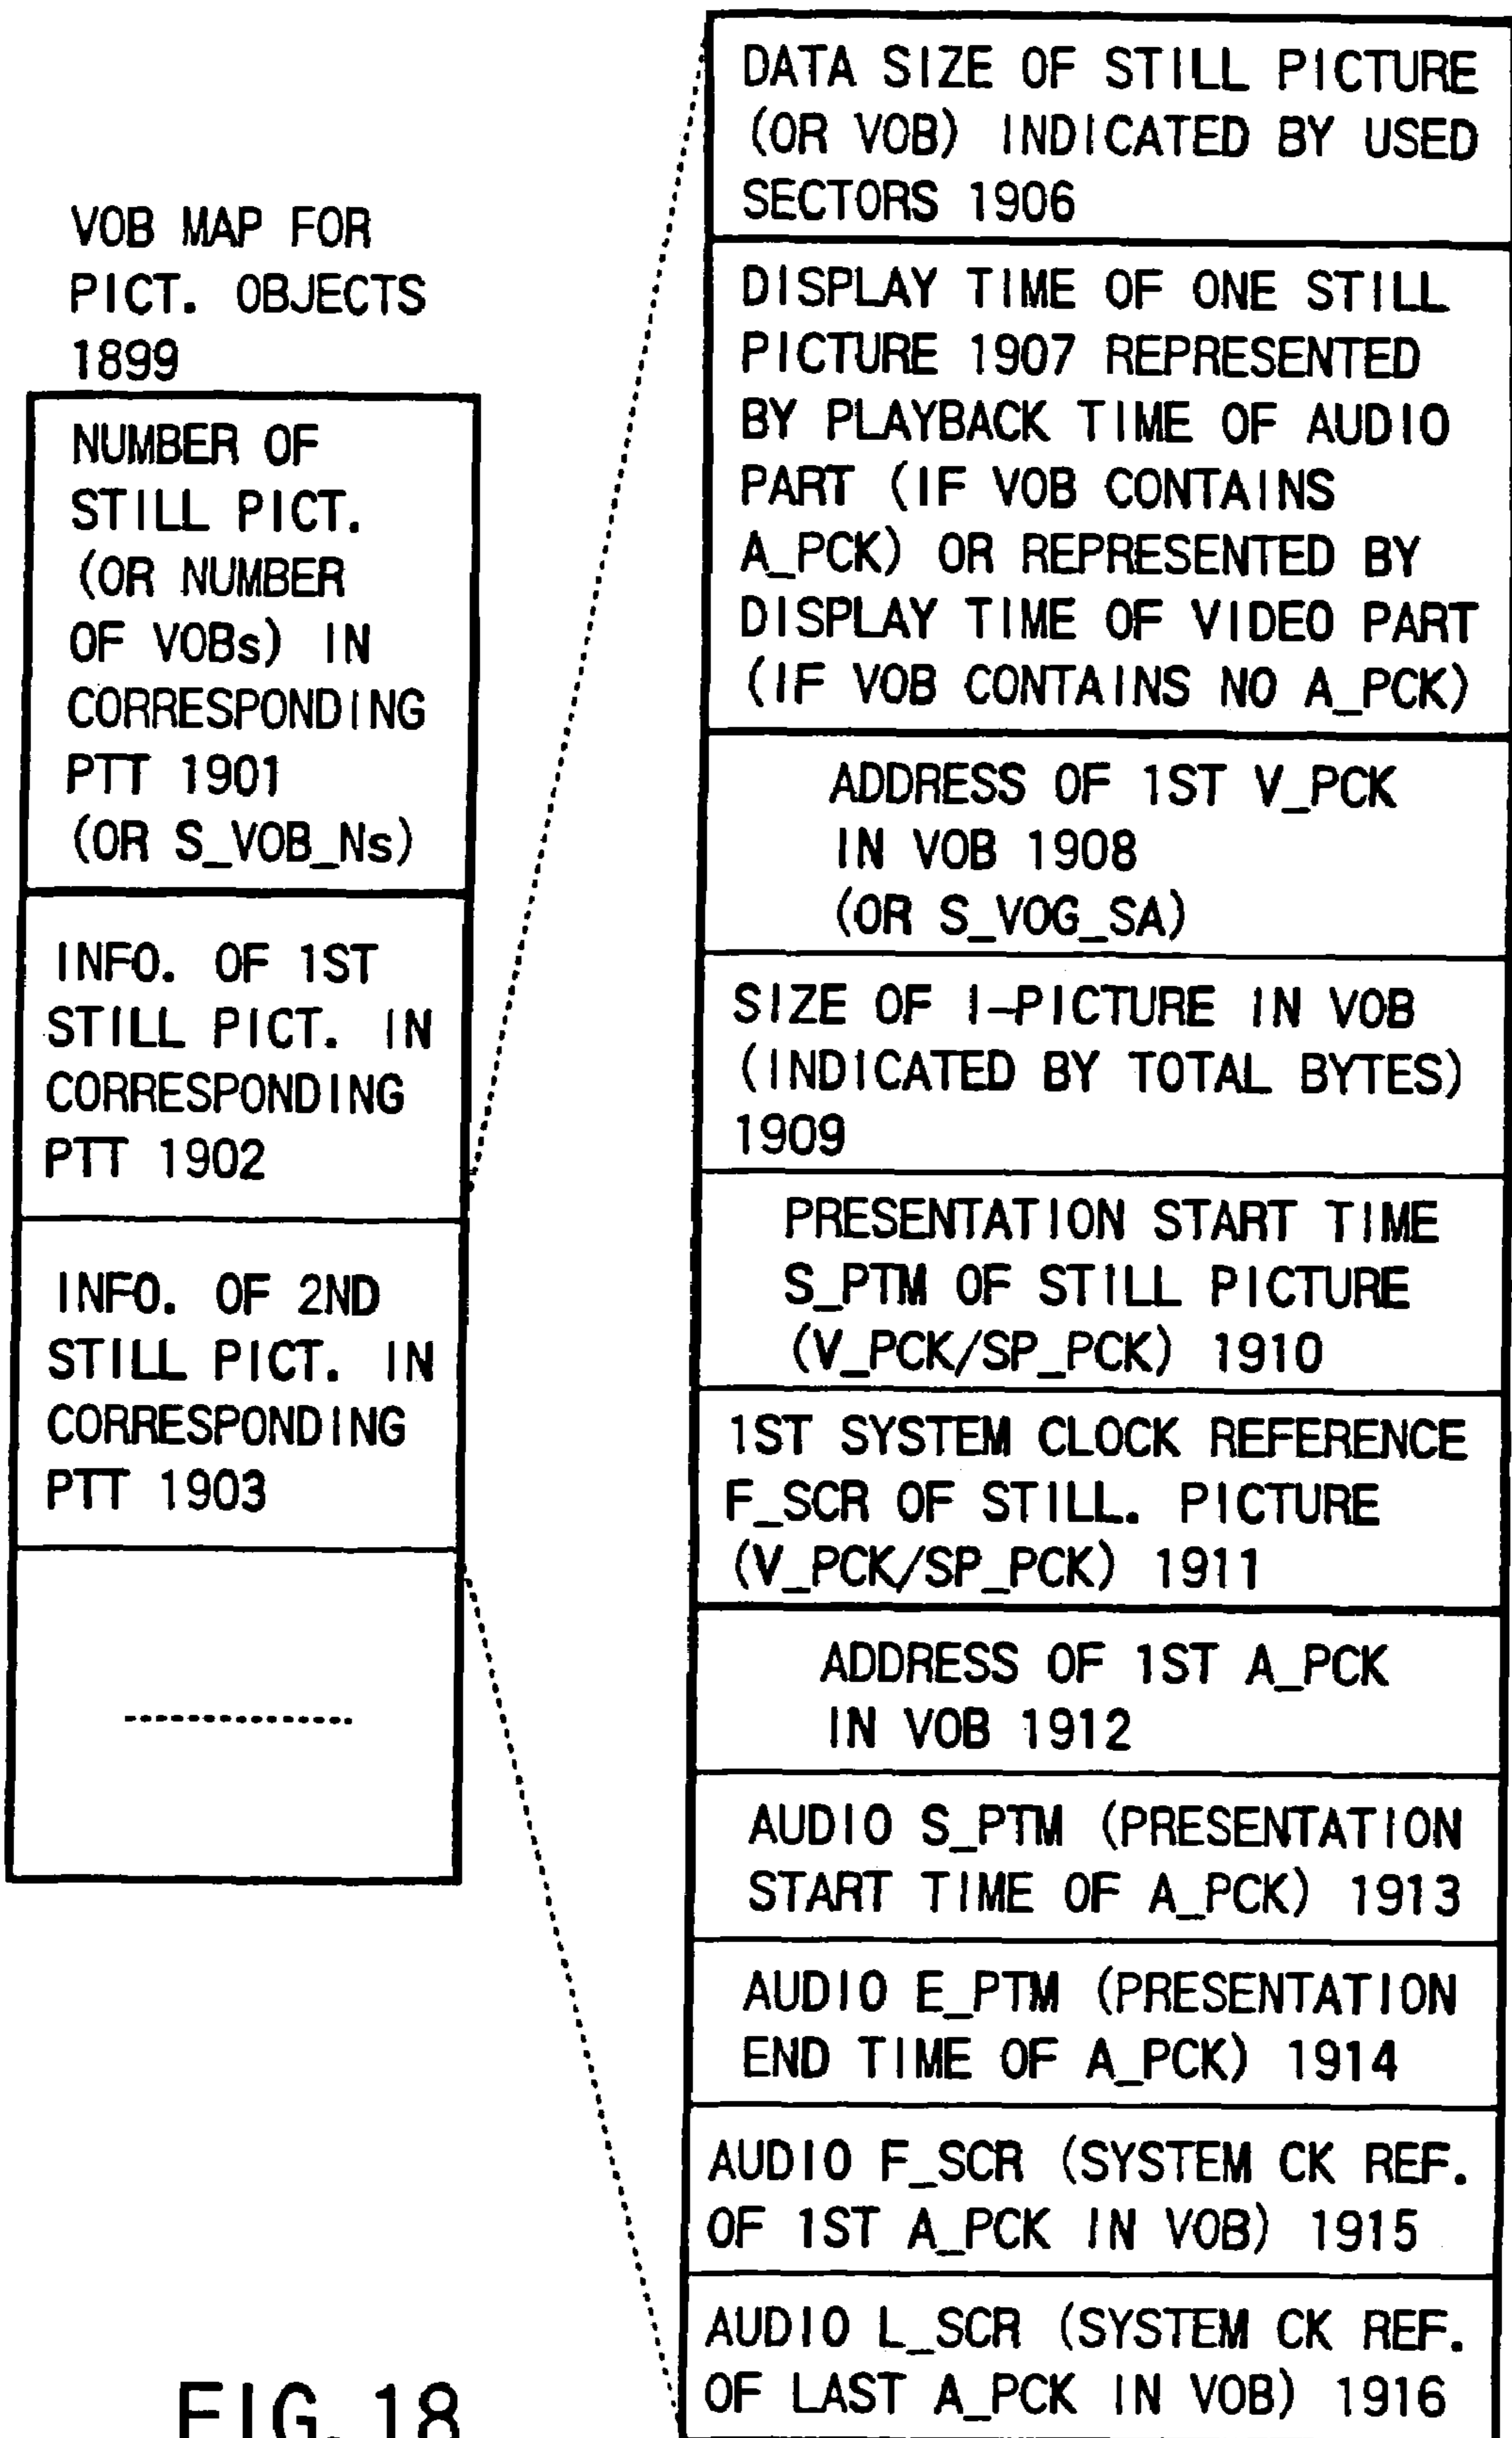 VOB MAP FOR
PICT. OBJECTS
1899
NUMBER OF
STILL PICT.
(OR NUMBER
OF VOBs) IN
CORRESPONDING
PTT 1901
(OR S_VOB_Ns)
INFO. OF 1ST
STILL PICT. IN
CORRESPONDING
PTT 1902
INFO. OF 2ND
STILL PICT. IN
CORRESPONDING
PTT 1903
DATA SIZE OF STILL PICTURE
(OR VOB) INDICATED BY USED
SECTORS 1906
DISPLAY TIME OF ONE STILL
PICTURE 1907 REPRESENTED
BY PLAYBACK TIME OF AUDIO
PART (IF VOB CONTAINS
A_PCK) OR REPRESENTED BY
DISPLAY TIME OF VIDEO PART
(IF VOB CONTAINS NO A_PCK)
ADDRESS OF 1ST V_PCK
IN VOB 1908
(OR S_VOG_SA)
SIZE OF I-PICTURE IN VOB
(INDICATED BY TOTAL BYTES)
1909
PRESENTATION START TIME
S_PTM OF STILL PICTURE
(V_PCK/SP_PCK) 1910
1ST SYSTEM CLOCK REFERENCE
F_SCR OF STILL. PICTURE
(V_PCK/SP_PCK) 1911
ADDRESS OF 1ST A_PCK
IN VOB 1912
AUDIO S_PTM (PRESENTATION
START TIME OF A_PCK) 1913
AUDIO E_PTM (PRESENTATION
END TIME OF A_PCK) 1914
AUDIO F_SCR (SYSTEM CK REF.
OF 1ST A_PCK IN VOB) 1915
AUDIO L_SCR (SYSTEM CK REF.
OF LAST A_PCK IN VOB) 1916
FIG. 18